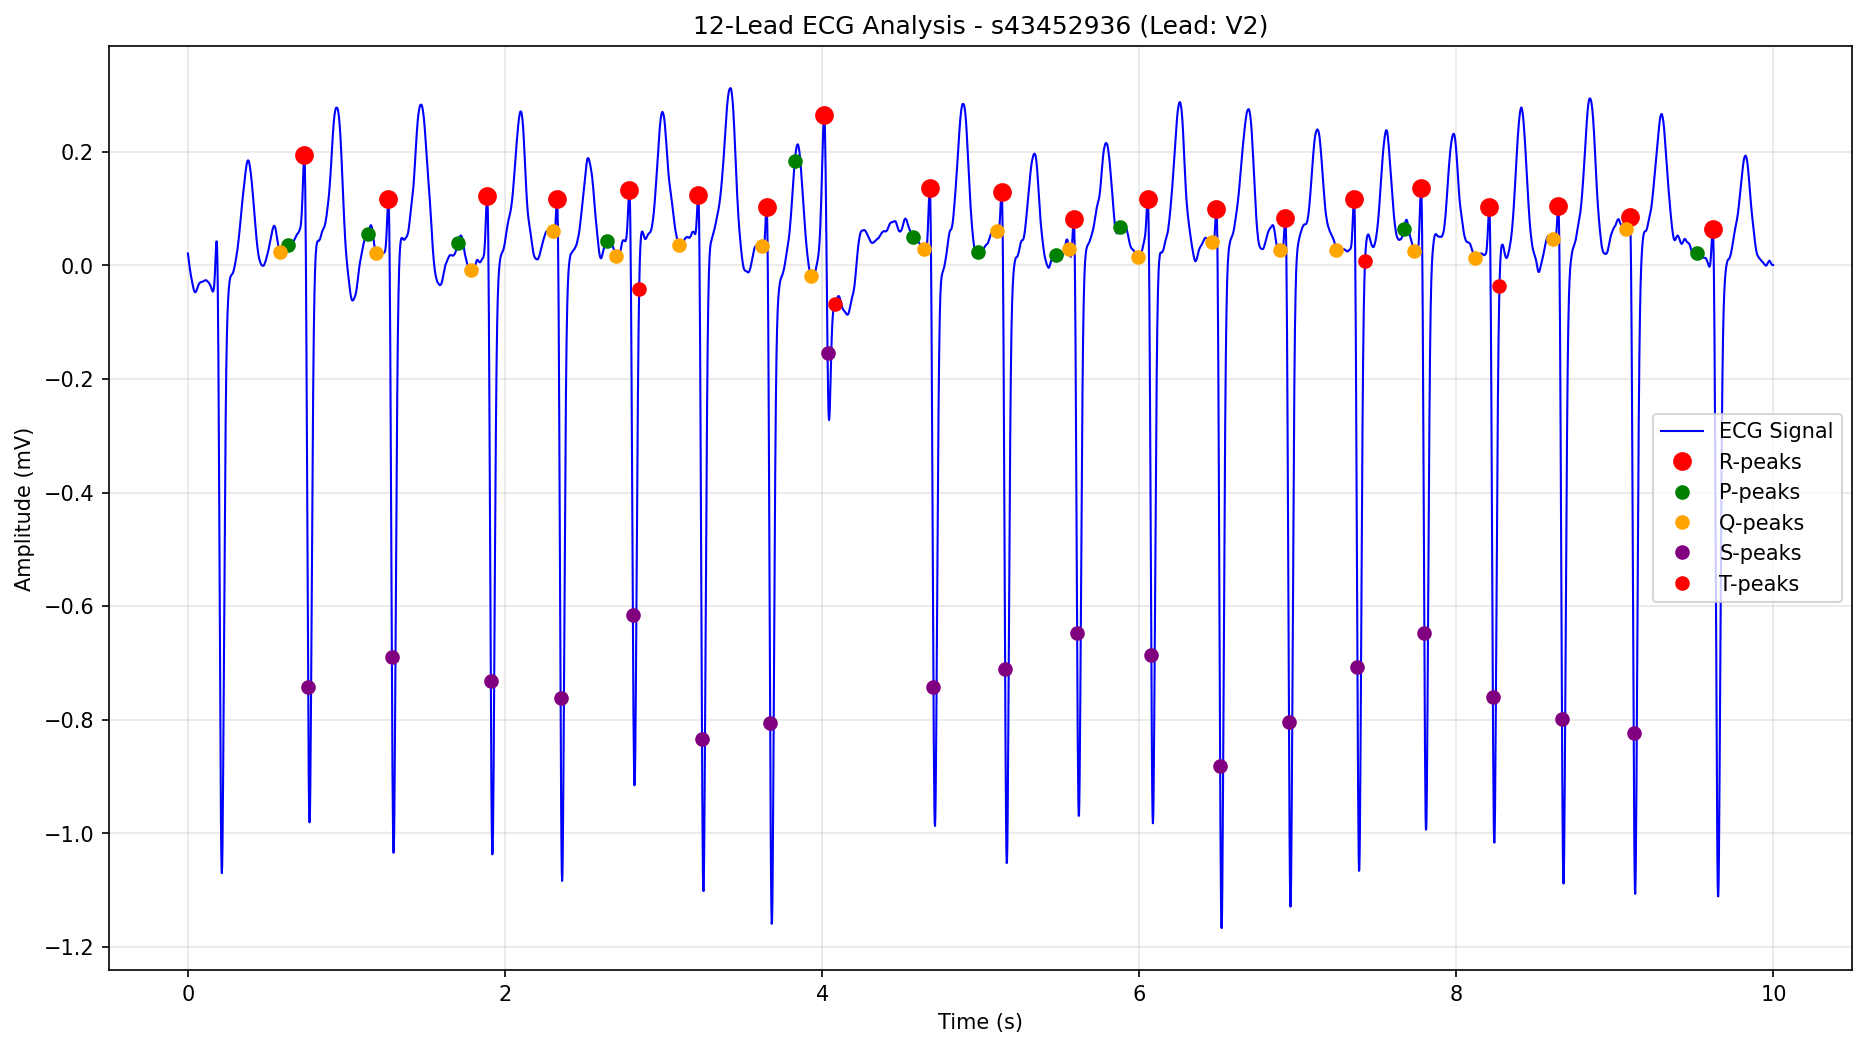 12-Lead ECG Analysis - s43452936 (Lead: V2)
Amplitude (mV)
0.2
0.0
−0.2
−0.4
−0.6
−0.8
−1.0
−1.2
ECG Signal
R-peaks
P-peaks
Q-peaks
S-peaks
T-peaks
0 2 4 6 8 10
Time (s)